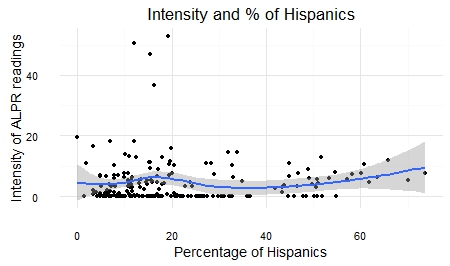 Intensity and % of Hispanics
Intensity of ALPR readings
40
20
0
0
20
40
60
Percentage of Hispanics